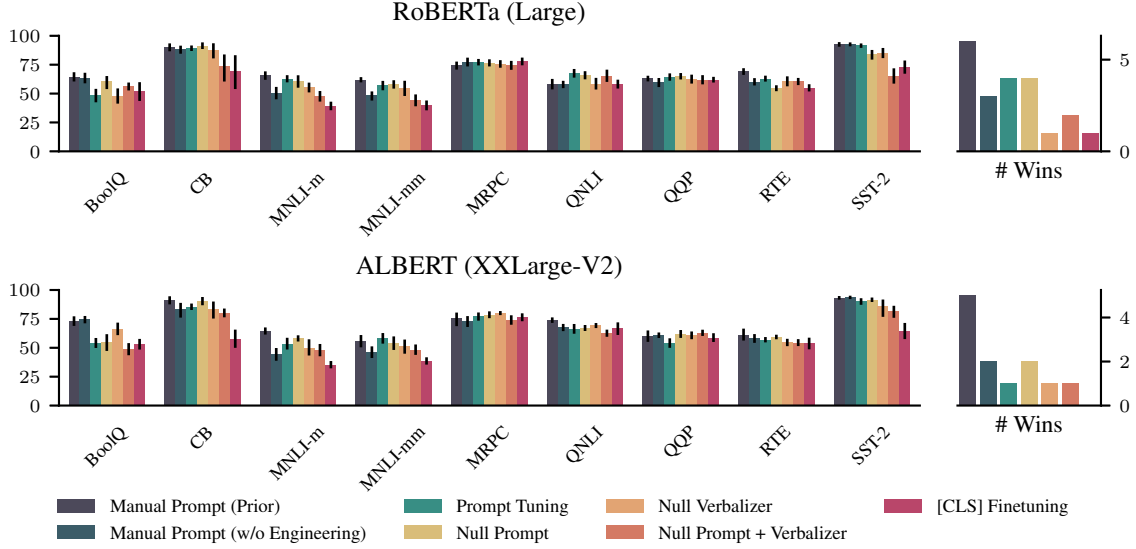 RoBERTa (Large)
100
75
50
25
0
5
0
BoolQ
CB
MNLI-m
MNLI-mm
MRPC
QNLI
QQP
RTE
SST-2
# Wins
ALBERT (XXLarge-V2)
100
75
50
25
0
4
2
0
BoolQ
CB
MNLI-m
MNLI-mm
MRPC
QNLI
QQP
RTE
SST-2
# Wins
Manual Prompt (Prior)
Manual Prompt (w/o Engineering)
Prompt Tuning
Null Prompt
Null Verbalizer
Null Prompt + Verbalizer
[CLS] Finetuning